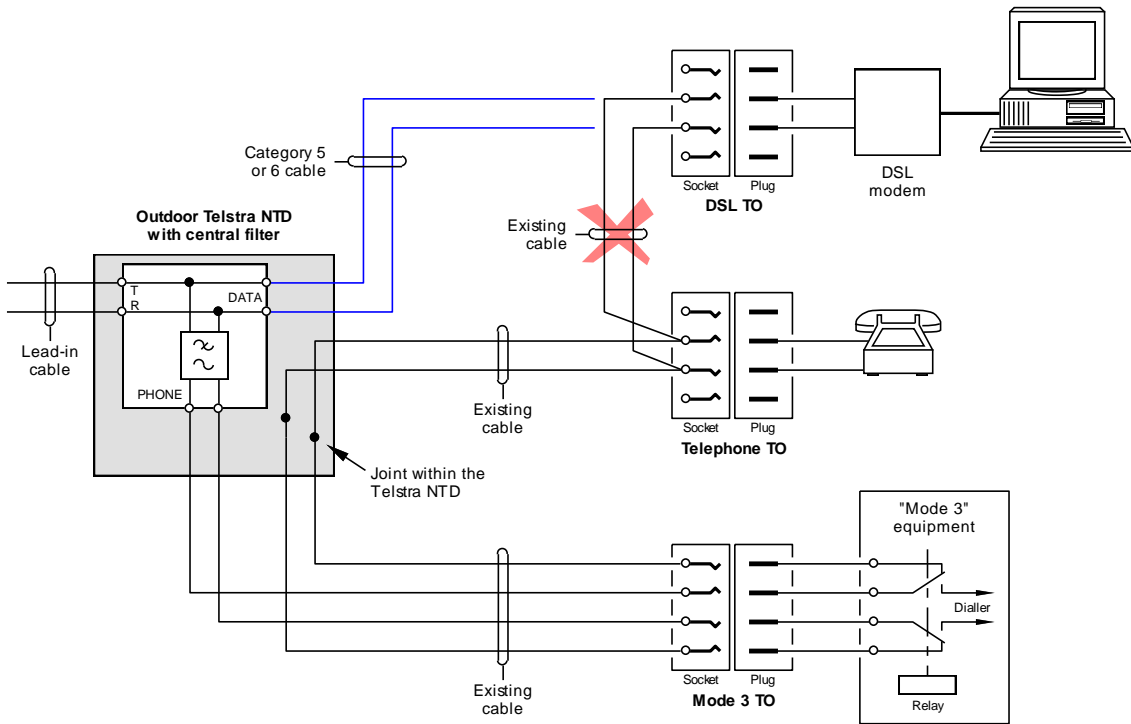 Category 5
or 6 cable
Socket
Plug
DSL TO
DSL
modem
Outdoor Telstra NTD
with central filter
Existing
cable
T
R
DATA
Lead-in
cable
PHONE
Existing
cable
Socket
Plug
Telephone TO
Joint within the
Telstra NTD
"Mode 3"
equipment
Dialler
Existing
cable
Socket
Plug
Mode 3 TO
Relay